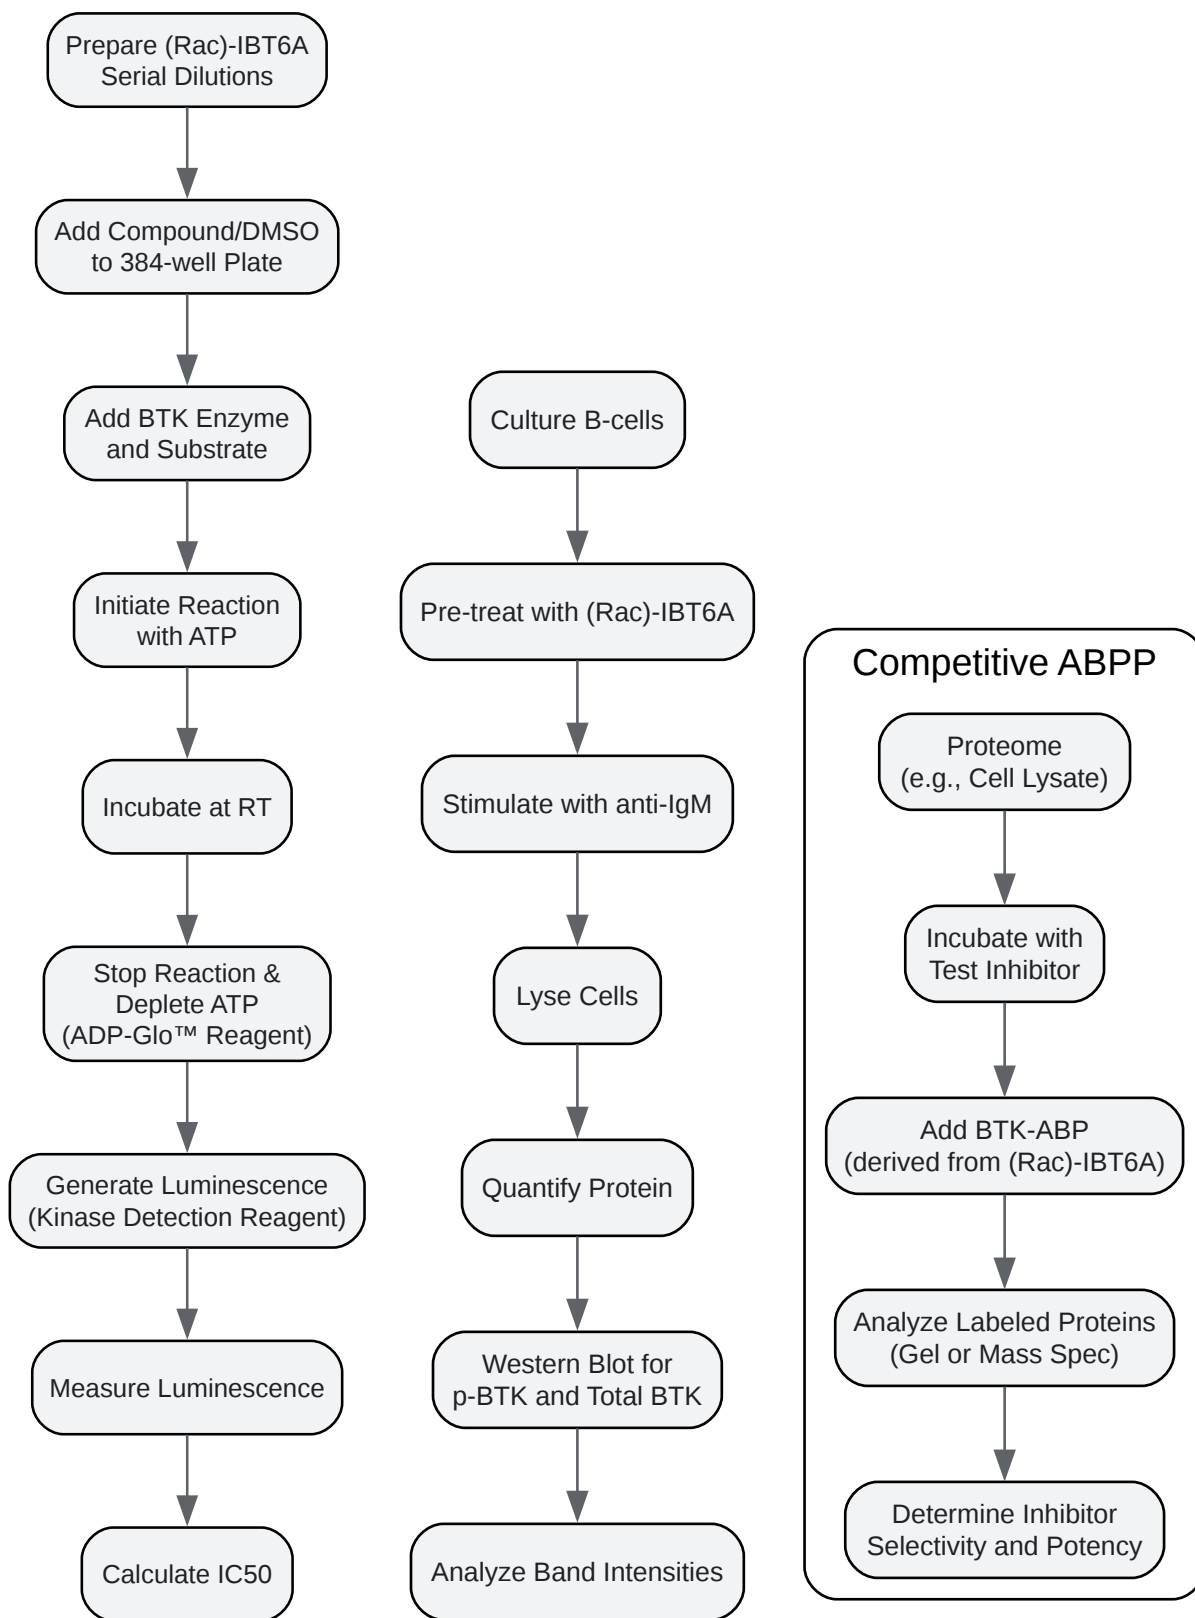 Prepare (Rac)-IBT6A
Serial Dilutions
Add Compound/DMSO
to 384-well Plate
Add BTK Enzyme
and Substrate
Initiate Reaction
with ATP
Incubate at RT
Stop Reaction &
Deplete ATP
(ADP-Glo™ Reagent)
Generate Luminescence
(Kinase Detection Reagent)
Measure Luminescence
Calculate IC50
Culture B-cells
Pre-treat with (Rac)-IBT6A
Stimulate with anti-IgM
Lyse Cells
Quantify Protein
Western Blot for
p-BTK and Total BTK
Analyze Band Intensities
Competitive ABPP
Proteome
(e.g., Cell Lysate)
Incubate with
Test Inhibitor
Add BTK-ABP
(derived from (Rac)-IBT6A)
Analyze Labeled Proteins
(Gel or Mass Spec)
Determine Inhibitor
Selectivity and Potency